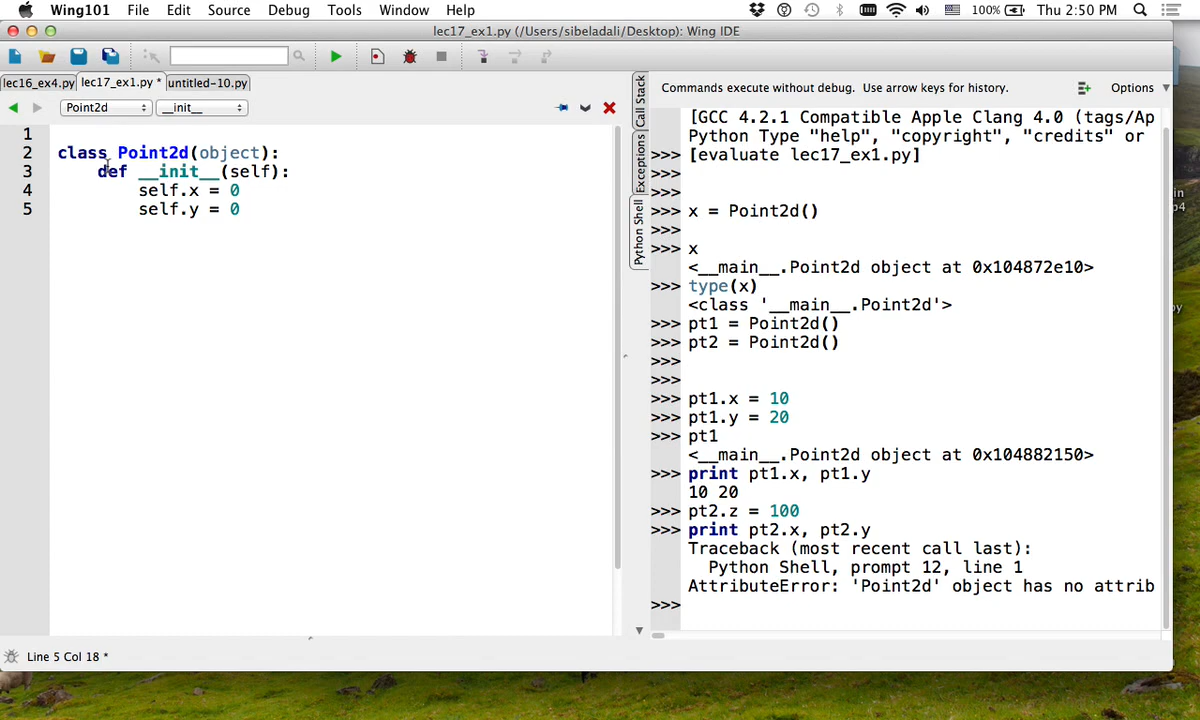 Wing101 File Edit Source Debug Tools Window Help 100% Thu 2:50 PM
lec17_ex1.py (/Users/sibeladali/Desktop): Wing IDE
lec16_ex4.py lec17_ex1.py * untitled-10.py
Point2d __init__
Commands execute without debug. Use arrow keys for history. Options
1
2 class Point2d(object):
3 def __init__(self):
4 self.x = 0
5 self.y = 0
Call Stack
Exceptions
Python Shell
[GCC 4.2.1 Compatible Apple Clang 4.0 (tags/Ap
Python Type "help", "copyright", "credits" or
>>> [evaluate lec17_ex1.py]
>>>
>>>
>>> x = Point2d()
>>>
>>> x
<__main__.Point2d object at 0x104872e10>
>>> type(x)
<class '__main__.Point2d'>
>>> pt1 = Point2d()
>>> pt2 = Point2d()
>>>
>>>
>>> pt1.x = 10
>>> pt1.y = 20
>>> pt1
<__main__.Point2d object at 0x104882150>
>>> print pt1.x, pt1.y
10 20
>>> pt2.z = 100
>>> print pt2.x, pt2.y
Traceback (most recent call last):
Python Shell, prompt 12, line 1
AttributeError: 'Point2d' object has no attrib
>>>
Line 5 Col 18 *